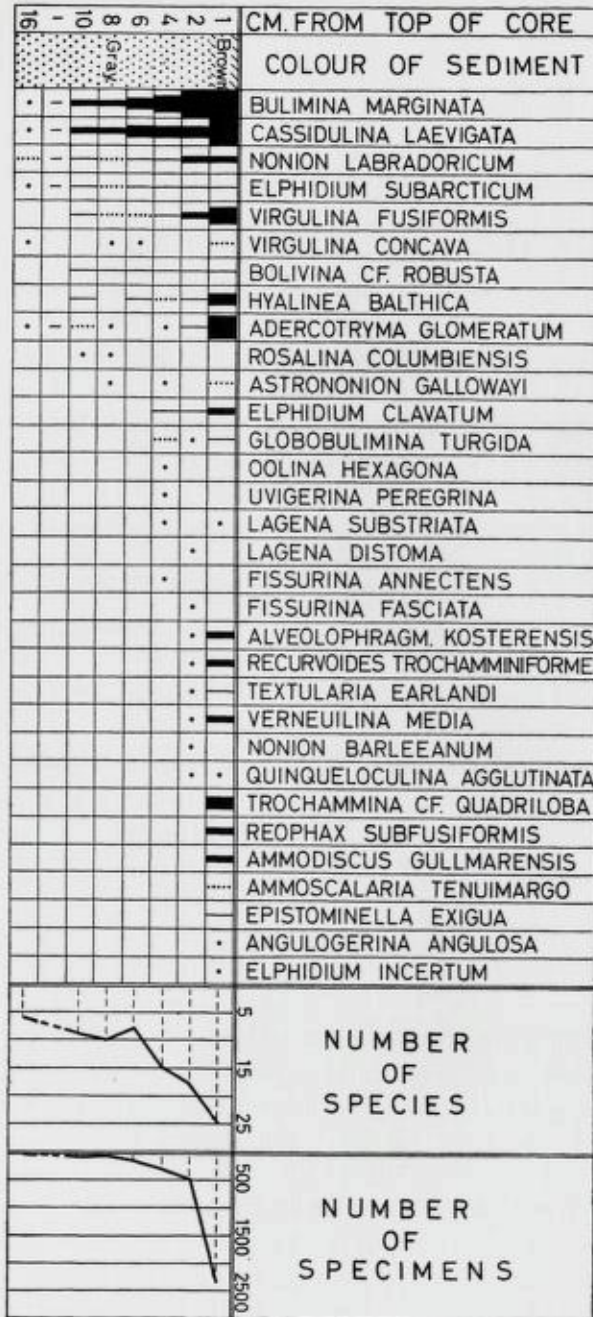 16 - 10 8 6 4 2 1 CM. FROM TOP OF CORE
Gray Brown COLOUR OF SEDIMENT
BULIMINA MARGINATA
CASSIDULINA LAEVIGATA
NONION LABRADORICUM
ELPHIDIUM SUBARCTICUM
VIRGULINA FUSIFORMIS
VIRGULINA CONCAVA
BOLIVINA CF. ROBUSTA
HYALINEA BALTHICA
ADERCOTRYMA GLOMERATUM
ROSALINA COLUMBIENSIS
ASTRONONION GALLOWAYI
ELPHIDIUM CLAVATUM
GLOBOBULIMINA TURGIDA
OOLINA HEXAGONA
UVIGERINA PEREGRINA
LAGENA SUBSTRIATA
LAGENA DISTOMA
FISSURINA ANNECTENS
FISSURINA FASCIATA
ALVEOLOPHRAGM. KOSTERENSIS
RECURVOIDES TROCHAMMINIFORME
TEXTULARIA EARLANDI
VERNEUILINA MEDIA
NONION BARLEEANUM
QUINQUELOCULINA AGGLUTINATA
TROCHAMMINA CF. QUADRILOBA
REOPHAX SUBFUSIFORMIS
AMMODISCUS GULLMARENSIS
AMMOSCALARIA TENUIMARGO
EPISTOMINELLA EXIGUA
ANGULOGERINA ANGULOSA
ELPHIDIUM INCERTUM
5
15
25
NUMBER
OF
SPECIES
500
1500
2500
NUMBER
OF
SPECIMENS